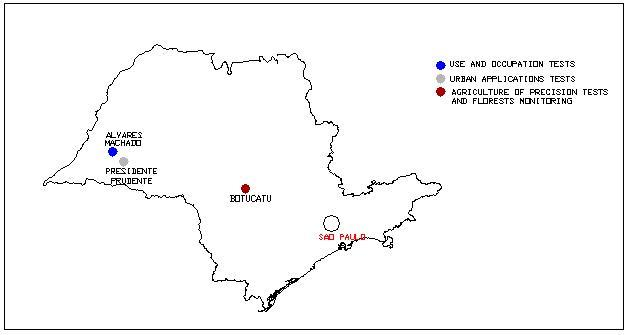 USE AND OCCUPATION TESTS
URBAN APPLICATIONS TESTS
AGRICULTURE OF PRECISION TESTS
AND FLORESTS MONITORING
ALVARES
MACHADO
PRESIDENTE
PRUDENTE
BOTUCATU
SAO PAULO